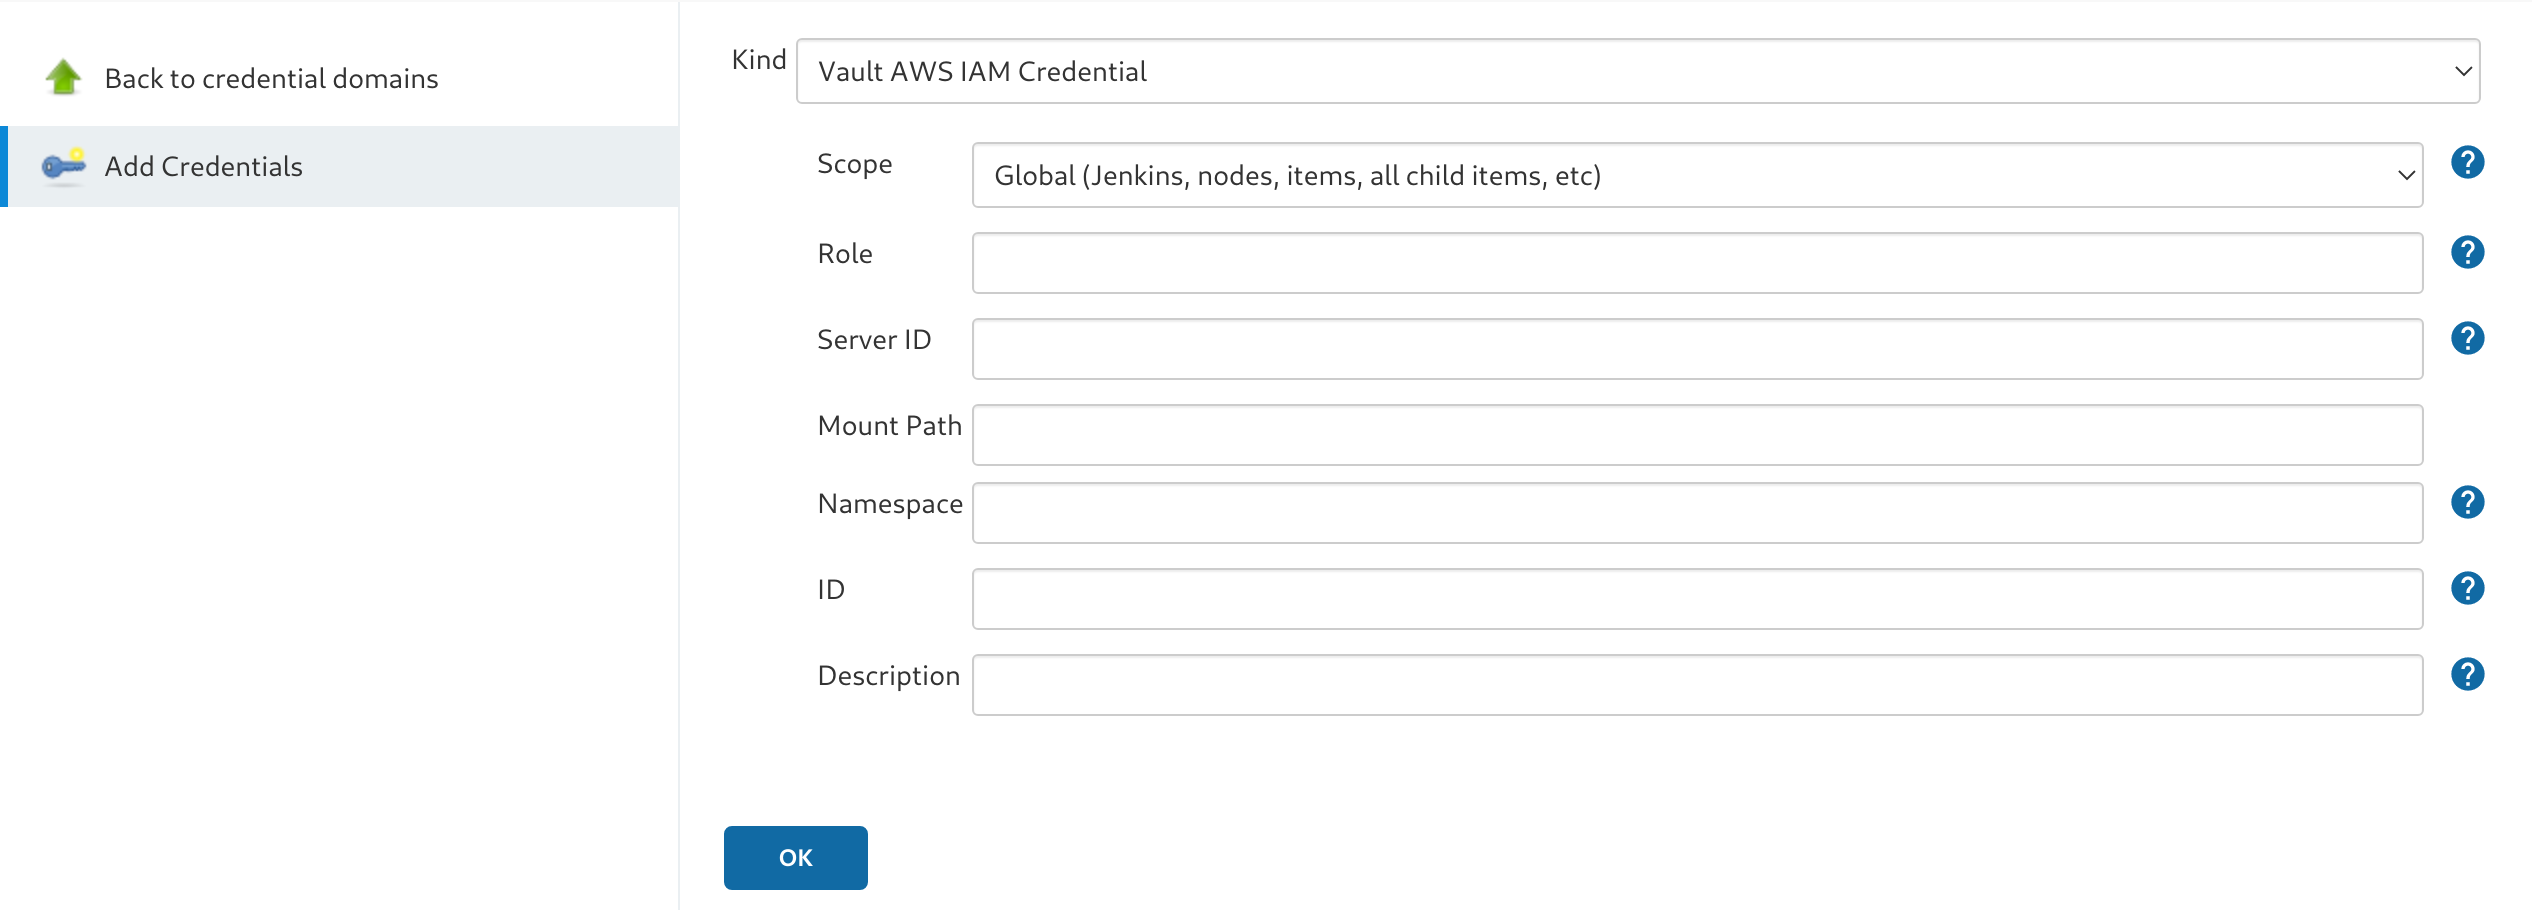 Back to credential domains
Add Credentials
Kind
Vault AWS IAM Credential
Scope
Global (Jenkins, nodes, items, all child items, etc)
?
Role
?
Server ID
?
Mount Path
Namespace
?
ID
?
Description
?
OK